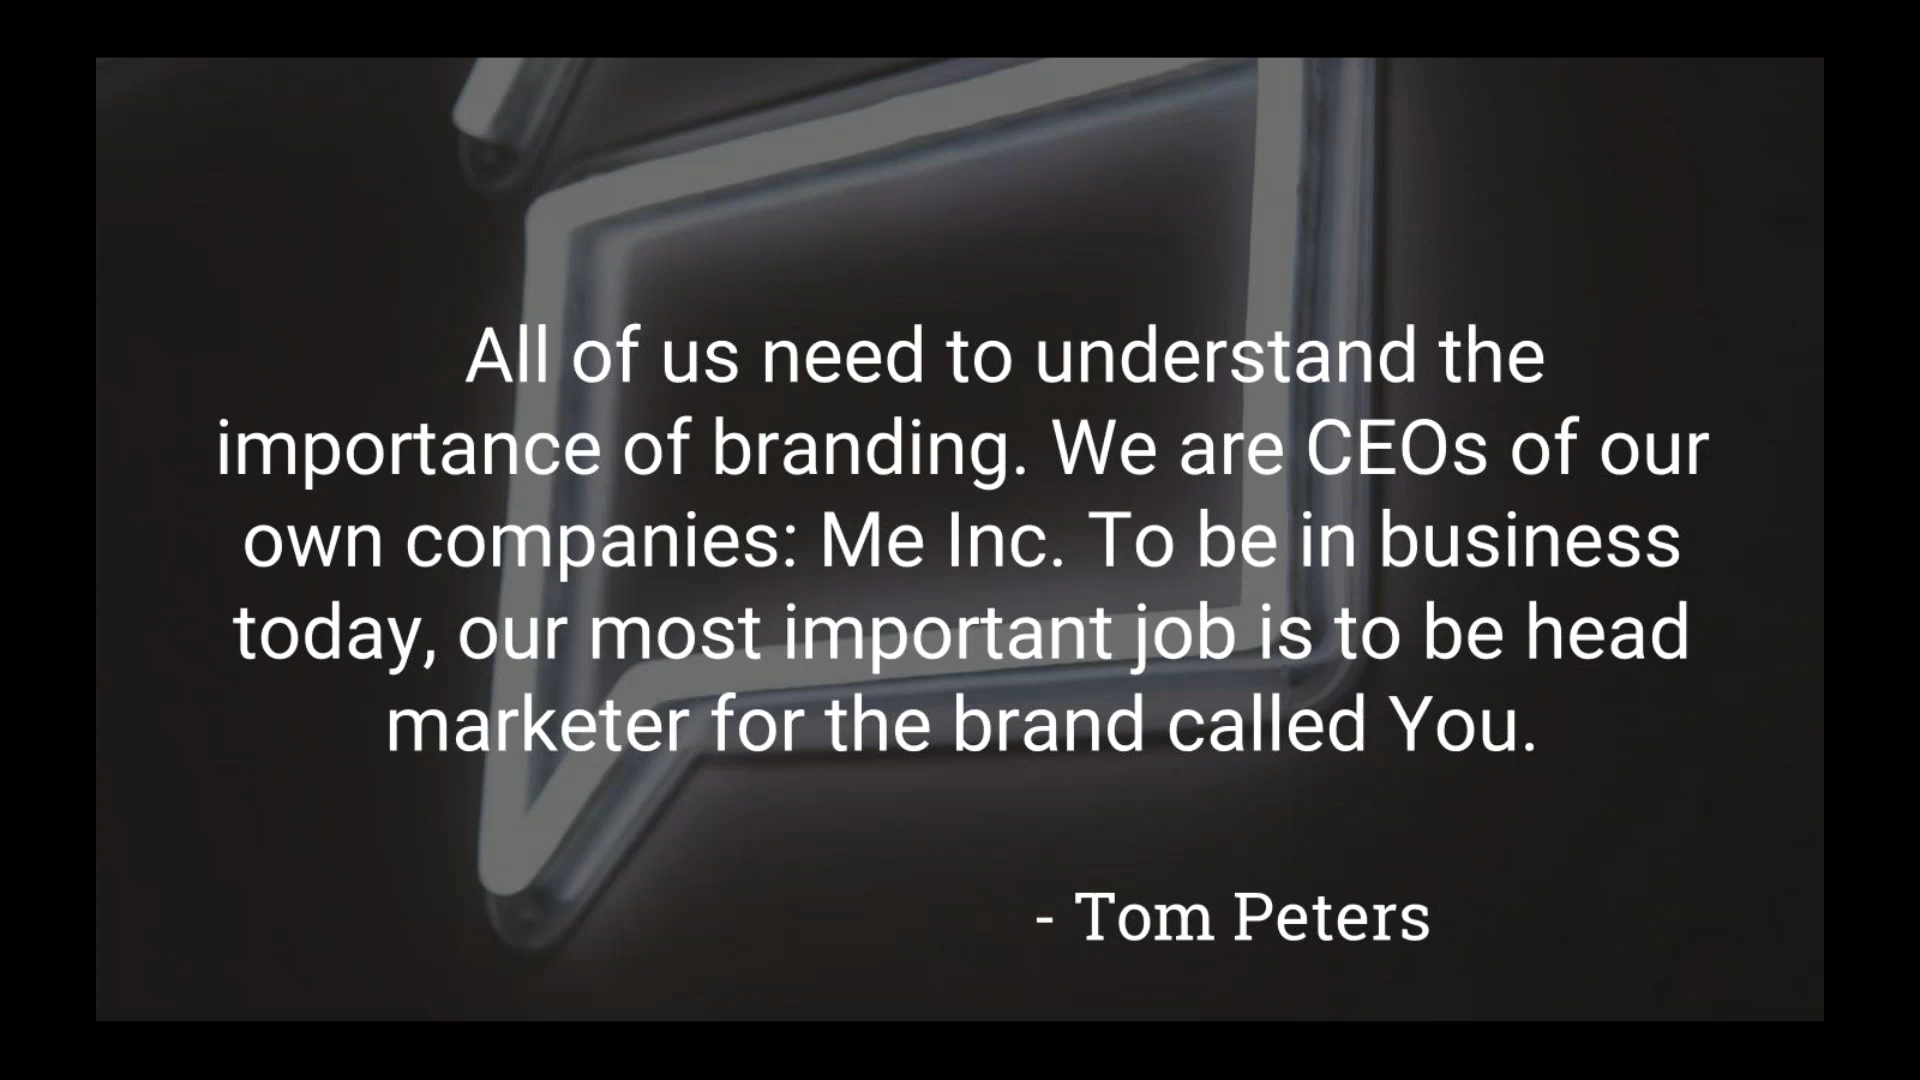 All of us need to understand the
importance of branding. We are CEOs of our
own companies: Me Inc. To be in business
today, our most important job is to be head
marketer for the brand called You.
- Tom Peters